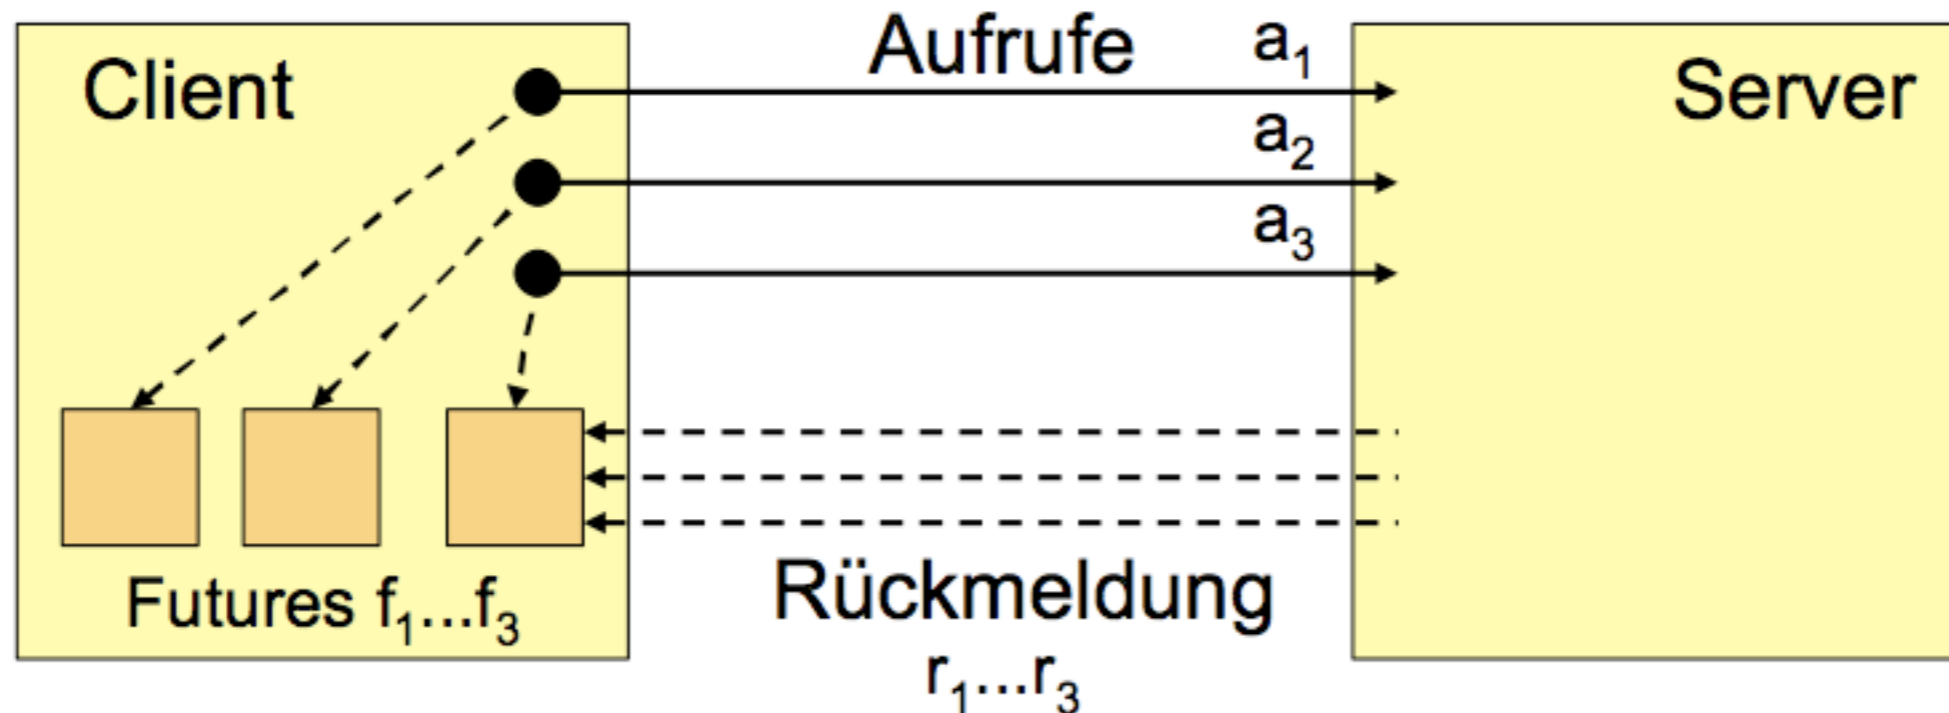 Client
Aufrufe
a₁
Server
a₂
a₃
Futures f₁...f₃
Rückmeldung
r₁...r₃